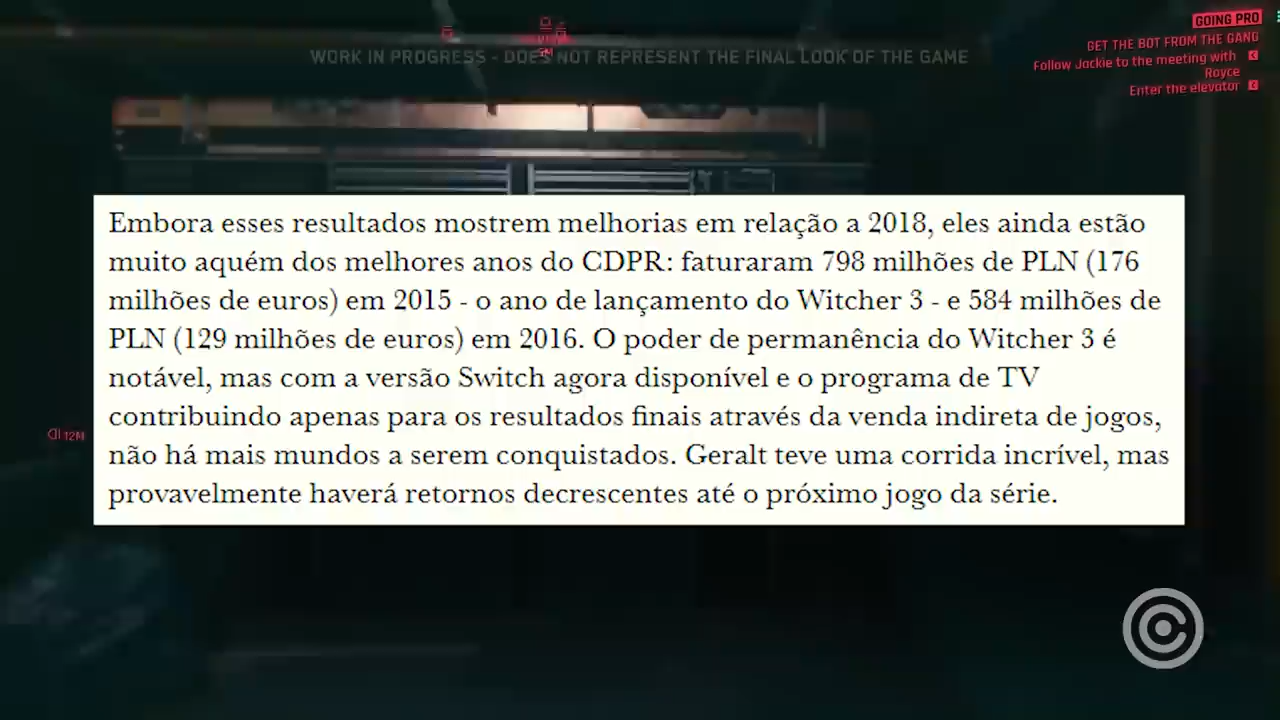 GOING PRO
WORK IN PROGRESS - DOES NOT REPRESENT THE FINAL LOOK OF THE GAME
GET THE BOT FROM THE GANG
Follow Jackie to the meeting with
Royce
Enter the elevator
Embora esses resultados mostrem melhorias em relação a 2018, eles ainda estão
muito aquém dos melhores anos do CDPR: faturaram 798 milhões de PLN (176
milhões de euros) em 2015 - o ano de lançamento do Witcher 3 - e 584 milhões de
PLN (129 milhões de euros) em 2016. O poder de permanência do Witcher 3 é
notável, mas com a versão Switch agora disponível e o programa de TV
contribuindo apenas para os resultados finais através da venda indireta de jogos,
não há mais mundos a serem conquistados. Geralt teve uma corrida incrível, mas
provavelmente haverá retornos decrescentes até o próximo jogo da série.
12M